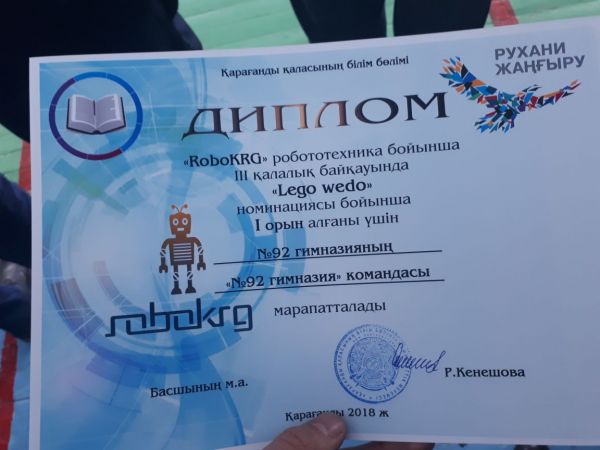 Қарағанды қаласының білім бөлімі
РУХАНИ
ЖАҢҒЫРУ
ДИПЛОМ
«RoboKRG» робототехника бойынша
III қалалық байқауында
«Lego wedo»
номинациясы бойынша
I орын алғаны үшін
№92 гимназияның
«№92 гимназия» командасы
robokrg
марапатталады
Басшының м.а.
Р.Кенешова
Қарағанды 2018 ж